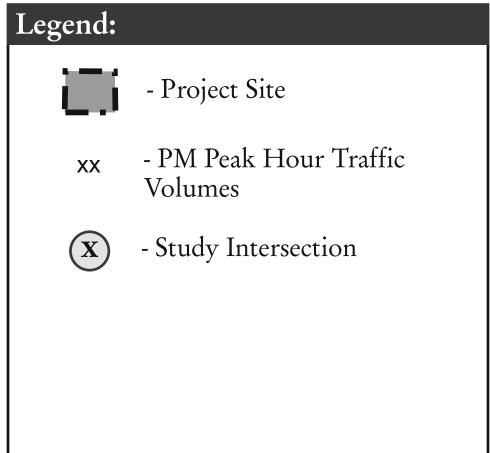 Legend:
- Project Site
xx - PM Peak Hour Traffic
Volumes
X - Study Intersection